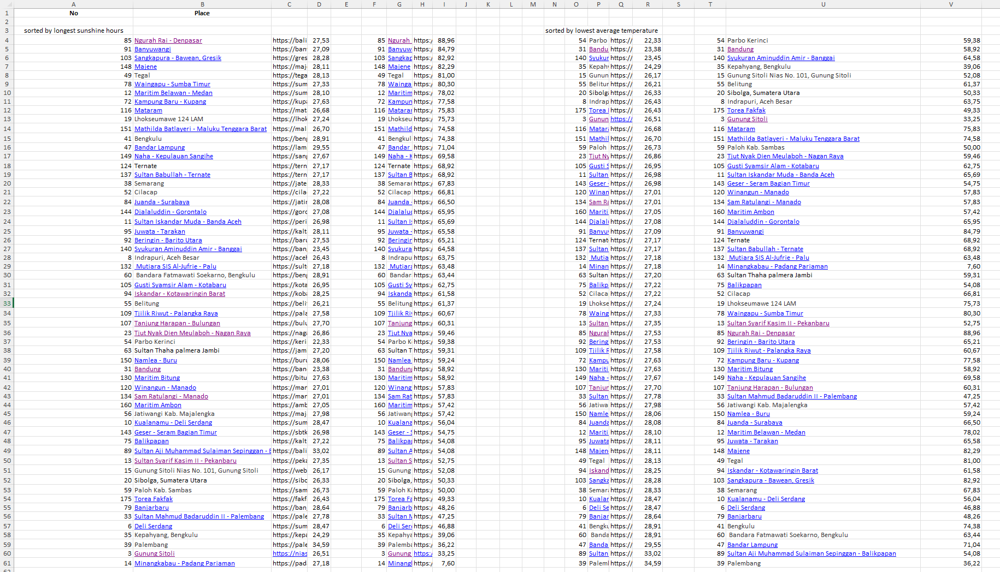 A B C D E F G H I J K L M N O P Q R S T U V
1 No Place
2
3 sorted by longest sunshine hours sorted by lowest average temperature
4 85 Ngurah Rai - Denpasar https://bali 27,53 85 Ngurah https:/ 88,96 54 Parbo https:// 22,33 54 Parbo Kerinci 59,38
5 91 Banyuwangi https://ban 27,09 91 Banyuw https:/ 84,79 31 Bandu https:// 23,38 31 Bandung 58,92
6 103 Sangkapura - Bawean, Gresik https://gres 28,28 103 Sangkap https:/ 82,92 140 Syukur https:// 23,45 140 Syukuran Aminuddin Amir - Banggai 64,58
7 148 Majene https://maj 28,11 148 Majene https:/ 82,29 35 Kepah https:// 24,29 35 Kepahyang, Bengkulu 39,06
8 49 Tegal https://tega 28,13 49 Tegal https:/ 81,00 15 Gunun https:// 26,17 15 Gunung Sitoli Nias No. 101, Gunung Sitoli 52,08
9 78 Waingapu - Sumba Timur https://sum 27,33 78 Wainga https:/ 80,30 55 Belitur https:// 26,21 55 Belitung 61,37
10 12 Maritim Belawan - Medan https://sum 28,10 12 Maritim https:/ 78,02 20 Sibolga https:// 26,33 20 Sibolga, Sumatera Utara 50,33
11 72 Kampung Baru - Kupang https://kupa 27,63 72 Kampun https:/ 77,58 8 Indrap https:// 26,43 8 Indrapuri, Aceh Besar 63,75
12 116 Mataram https://mat 26,68 116 Matarar https:/ 75,83 175 Torea https:// 26,43 175 Torea Fakfak 49,33
13 19 Lhokseumawe 124 LAM https://lhok 27,24 19 Lhokseu https:/ 75,73 3 Gunun https:// 26,51 3 Gunung Sitoli 33,25
14 151 Mathilda Batlayeri - Maluku Tenggara Barat https://mal 26,70 151 Mathild https:/ 74,58 116 Matar https:// 26,68 116 Mataram 75,83
15 41 Bengkulu https://beng 28,91 41 Bengkul https:/ 74,38 151 Mathil https:// 26,70 151 Mathilda Batlayeri - Maluku Tenggara Barat 74,58
16 47 Bandar Lampung https://lam 29,55 47 Bandar https:/ 71,04 59 Paloh https:// 26,73 59 Paloh Kab. Sambas 50,00
17 149 Naha - Kepulauan Sangihe https://sang 27,67 149 Naha - K https:/ 69,58 23 Tjut Ny https:// 26,86 23 Tjut Nyak Dien Meulaboh - Nagan Raya 59,46
18 124 Ternate https://tern 27,17 124 Ternate https:/ 68,92 105 Gusti S https:// 26,95 105 Gusti Syamsir Alam - Kotabaru 62,75
19 137 Sultan Babullah - Ternate https://tern 27,17 137 Sultan B https:/ 68,92 11 Sultan https:// 26,98 11 Sultan Iskandar Muda - Banda Aceh 65,69
20 38 Semarang https://jate 28,33 38 Semarar https:/ 67,83 143 Geser - https:// 26,98 143 Geser - Seram Bagian Timur 54,75
21 52 Cilacap https://cila 27,22 52 Cilacap https:/ 66,81 120 Winan https:// 27,01 120 Winangun - Manado 57,83
22 84 Juanda - Surabaya https://jatir 28,08 84 Juanda - https:/ 66,50 134 Sam Ra https:// 27,01 134 Sam Ratulangi - Manado 57,83
23 144 Djalaluddin - Gorontalo https://goro 27,08 144 Djalalud https:/ 65,95 160 Mariti https:// 27,05 160 Maritim Ambon 57,42
24 11 Sultan Iskandar Muda - Banda Aceh https://peri 26,98 11 Sultan Is https:/ 65,69 144 Djalal https:// 27,08 144 Djalaluddin - Gorontalo 65,95
25 95 Juwata - Tarakan https://kalt 28,11 95 Juwata - https:/ 65,58 91 Banyu https:// 27,09 91 Banyuwangi 84,79
26 92 Beringin - Barito Utara https://baru 27,53 92 Beringin https:/ 65,21 124 Ternat https:// 27,17 124 Ternate 68,92
27 140 Syukuran Aminuddin Amir - Banggai https://ban 23,45 140 Syukura https:/ 64,58 137 Sultan https:// 27,17 137 Sultan Babullah - Ternate 68,92
28 8 Indrapuri, Aceh Besar https://aceh 26,43 8 Indrapu https:/ 63,75 132 Mutia https:// 27,18 132 Mutiara SIS Al-Jufrie - Palu 63,48
29 132 Mutiara SIS Al-Jufrie - Palu https://sult 27,18 132 Mutiara https:/ 63,48 14 Minan https:// 27,18 14 Minangkabau - Padang Pariaman 7,60
30 60 Bandara Fatmawati Soekarno, Bengkulu https://ben 28,91 60 Bandar https:/ 63,44 63 Sultan https:// 27,20 63 Sultan Thaha palmera Jambi 59,31
31 105 Gusti Syamsir Alam - Kotabaru https://kota 26,95 105 Gusti Sy https:/ 62,75 75 Balikp https:// 27,22 75 Balikpapan 54,08
32 94 Iskandar - Kotawaringin Barat https://koba 28,25 94 Iskanda https:/ 61,58 52 Cilaca https:// 27,22 52 Cilacap 66,81
33 55 Belitung https://beli 26,21 55 Belitung https:/ 61,37 19 Lhokse https:// 27,24 19 Lhokseumawe 124 LAM 75,73
34 109 Tjilik Riwut - Palangka Raya https://pala 27,58 109 Tjilik Riv https:/ 60,67 78 Waing https:// 27,33 78 Waingapu - Sumba Timur 80,30
35 107 Tanjung Harapan - Bulungan https://bulu 27,70 107 Tanjung https:/ 60,31 13 Sultan https:// 27,35 13 Sultan Syarif Kasim II - Pekanbaru 52,75
36 23 Tjut Nyak Dien Meulaboh - Nagan Raya https://naga 26,86 23 Tjut Nya https:/ 59,46 85 Ngurah https:// 27,53 85 Ngurah Rai - Denpasar 88,96
37 54 Parbo Kerinci https://keri 22,33 54 Parbo K https:/ 59,38 92 Bering https:// 27,53 92 Beringin - Barito Utara 65,21
38 63 Sultan Thaha palmera Jambi https://jam 27,20 63 Sultan T https:/ 59,31 109 Tjilik R https:// 27,58 109 Tjilik Riwut - Palangka Raya 60,67
39 150 Namlea - Buru https://buru 28,06 150 Namlea https:/ 59,24 72 Kampu https:// 27,63 72 Kampung Baru - Kupang 77,58
40 31 Bandung https://ban 23,38 31 Bandung https:/ 58,92 130 Mariti https:// 27,63 130 Maritim Bitung 58,92
41 130 Maritim Bitung https://bitu 27,63 130 Maritim https:/ 58,92 149 Naha - https:// 27,67 149 Naha - Kepulauan Sangihe 69,58
42 120 Winangun - Manado https://man 27,01 120 Winang https:/ 57,83 107 Tanjun https:// 27,70 107 Tanjung Harapan - Bulungan 60,31
43 134 Sam Ratulangi - Manado https://mar 27,01 134 Sam Rat https:/ 57,83 33 Sultan https:// 27,78 33 Sultan Mahmud Badaruddin II - Palembang 47,25
44 160 Maritim Ambon https://amb 27,05 160 Maritim https:/ 57,42 56 Jatiwa https:// 27,98 56 Jatiwangi Kab. Majalengka 57,42
45 56 Jatiwangi Kab. Majalengka https://maj 27,98 56 Jatiwang https:/ 57,42 150 Namle https:// 28,06 150 Namlea - Buru 59,24
46 10 Kualanamu - Deli Serdang https://sum 28,47 10 Kualana https:/ 56,04 84 Juanda https:// 28,08 84 Juanda - Surabaya 66,50
47 143 Geser - Seram Bagian Timur https://sbtk 26,98 143 Geser - S https:/ 54,75 12 Mariti https:// 28,10 12 Maritim Belawan - Medan 78,02
48 75 Balikpapan https://kalt 27,22 75 Balikpa https:/ 54,08 95 Juwata https:// 28,11 95 Juwata - Tarakan 65,58
49 89 Sultan Aji Muhammad Sulaiman Sepinggan - B https://bali 33,02 89 Sultan A https:/ 54,08 148 Majen https:// 28,11 148 Majene 82,29
50 13 Sultan Syarif Kasim II - Pekanbaru https://peka 27,35 13 Sultan S https:/ 52,75 49 Tegal https:// 28,13 49 Tegal 81,00
51 15 Gunung Sitoli Nias No. 101, Gunung Sitoli https://web 26,17 15 Gunung https:/ 52,08 94 Iskand https:// 28,25 94 Iskandar - Kotawaringin Barat 61,58
52 20 Sibolga, Sumatera Utara https://sibo 26,33 20 Sibolga, https:/ 50,33 103 Sangka https:// 28,28 103 Sangkapura - Bawean, Gresik 82,92
53 59 Paloh Kab. Sambas https://sam 26,73 59 Paloh Ka https:/ 50,00 38 Semara https:// 28,33 38 Semarang 67,83
54 175 Torea Fakfak https://fakf 26,43 175 Torea Fa https:/ 49,33 10 Kualar https:// 28,47 10 Kualanamu - Deli Serdang 56,04
55 79 Banjarbaru https://ban 28,64 79 Banjarb https:/ 48,26 6 Deli Se https:// 28,47 6 Deli Serdang 46,88
56 33 Sultan Mahmud Badaruddin II - Palembang https://pale 27,78 33 Sultan M https:/ 47,25 79 Banjar https:// 28,64 79 Banjarbaru 48,26
57 6 Deli Serdang https://sum 28,47 6 Deli Ser https:/ 46,88 41 Bengku https:// 28,91 41 Bengkulu 74,38
58 35 Kepahyang, Bengkulu https://kepa 24,29 35 Kepahya https:/ 39,06 60 Banda https:// 28,91 60 Bandara Fatmawati Soekarno, Bengkulu 63,44
59 39 Palembang https://pale 34,59 39 Palemba https:/ 36,22 47 Banda https:// 29,55 47 Bandar Lampung 71,04
60 3 Gunung Sitoli https://nias 26,51 3 Gunung https:/ 33,25 89 Sultan https:// 33,02 89 Sultan Aji Muhammad Sulaiman Sepinggan - Balikpapan 54,08
61 14 Minangkabau - Padang Pariaman https://pad 27,18 14 Minang https:/ 7,60 39 Palem https:// 34,59 39 Palembang 36,22